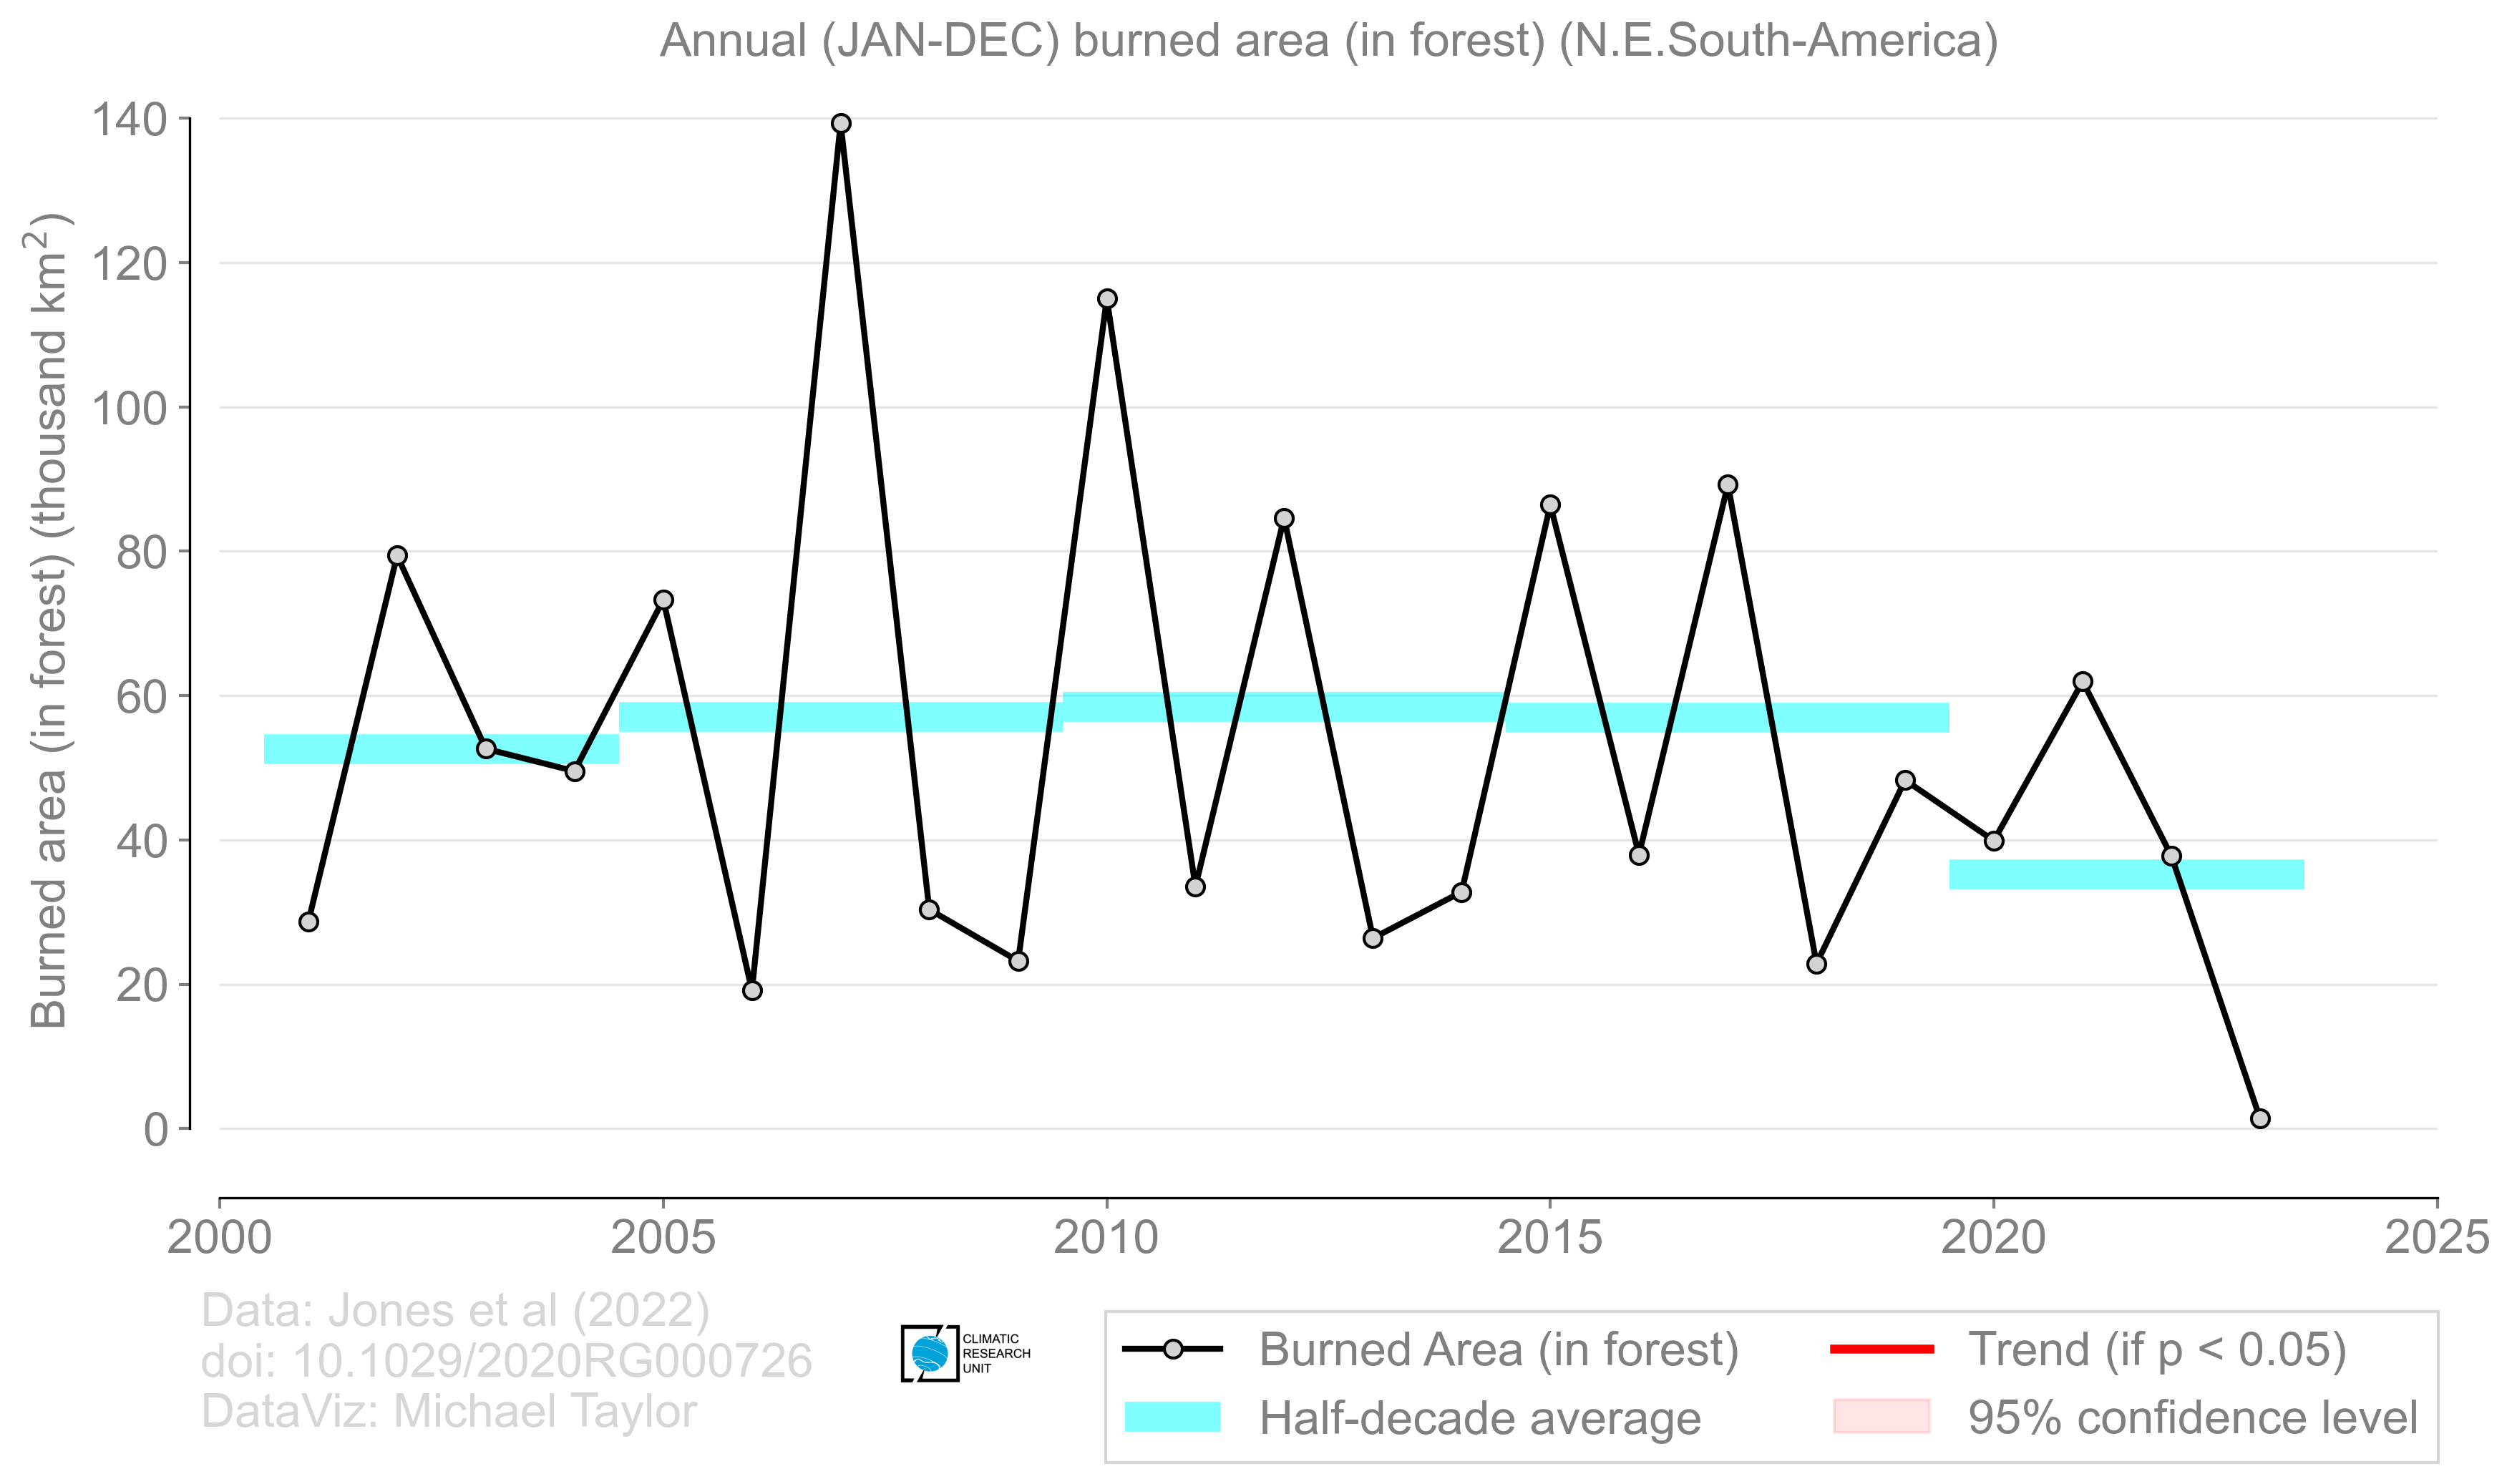 Annual (JAN-DEC) burned area (in forest) (N.E.South-America)
Burned area (in forest) (thousand km²)
140
120
100
80
60
40
20
0
2000 2005 2010 2015 2020 2025
Data: Jones et al (2022)
doi: 10.1029/2020RG000726
DataViz: Michael Taylor
CLIMATIC
RESEARCH
UNIT
Burned Area (in forest)
Half-decade average
Trend (if p < 0.05)
95% confidence level